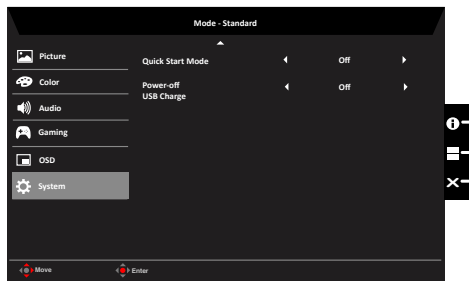 Mode - Standard
Picture
Color
Audio
Gaming
OSD
System
Quick Start Mode Off
Power-off
USB Charge Off
Move Enter